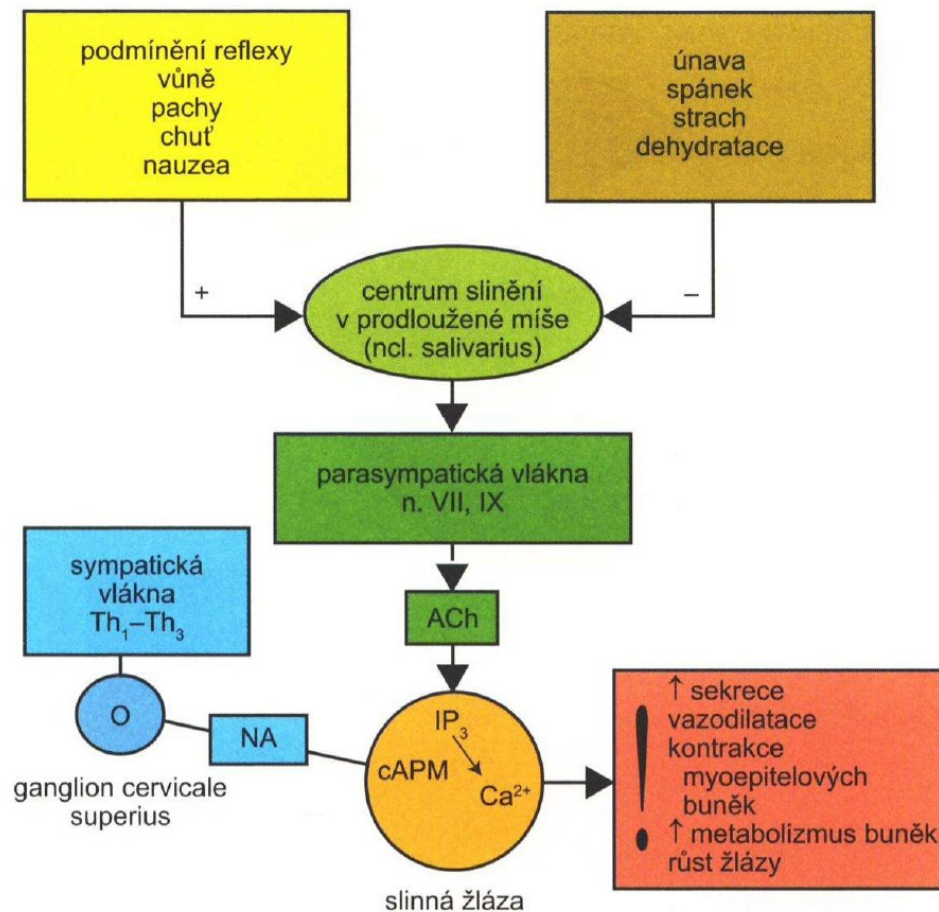 podmínění reflexy
vůně
pachy
chuť
nauzea
únava
spánek
strach
dehydratace
+
–
centrum slinění
v prodloužené míše
(ncl. salivarius)
parasympatická vlákna
n. VII, IX
sympatická
vlákna
Th₁–Th₃
ACh
O
NA
ganglion cervicale
superius
IP₃
cAPM
Ca²⁺
slinná žláza
↑ sekrece
vazodilatace
kontrakce
myoepitelových
buněk
↑ metabolizmus buněk
růst žlázy
!